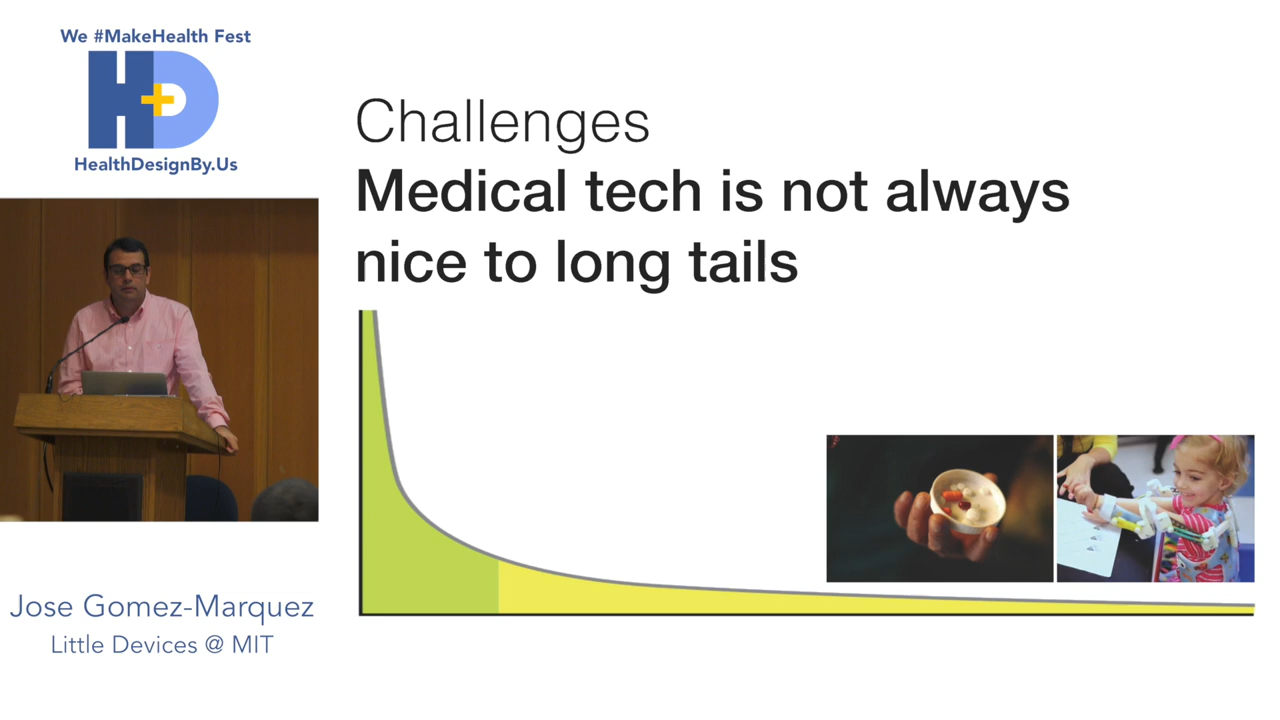 We #MakeHealth Fest
H+D
HealthDesignBy.Us
Challenges
Medical tech is not always
nice to long tails
Jose Gomez-Marquez
Little Devices @ MIT